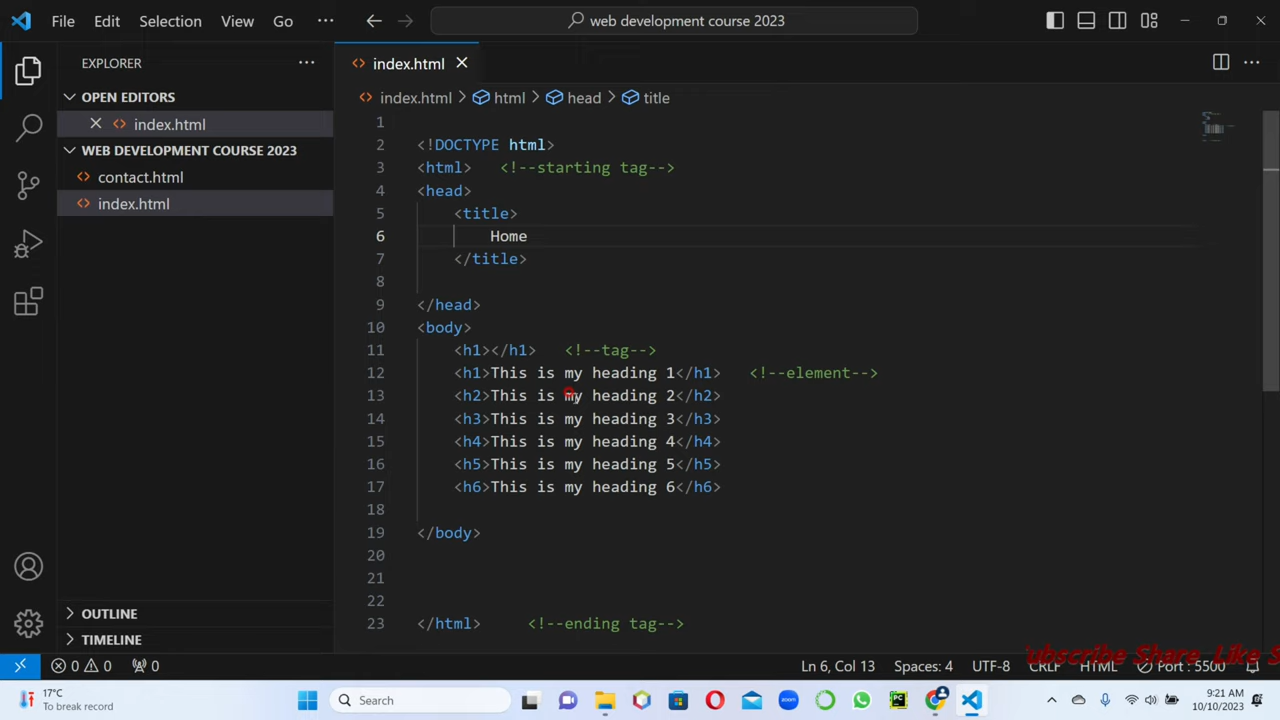 File Edit Selection View Go ··· web development course 2023
EXPLORER ···
index.html
OPEN EDITORS
index.html
WEB DEVELOPMENT COURSE 2023
contact.html
index.html
OUTLINE
TIMELINE
index.html > html > head > title
1
2 <!DOCTYPE html>
3 <html>   <!--starting tag-->
4 <head>
5     <title>
6         Home
7     </title>
8
9 </head>
10 <body>
11     <h1></h1>   <!--tag-->
12     <h1>This is my heading 1</h1>   <!--element-->
13     <h2>This is my heading 2</h2>
14     <h3>This is my heading 3</h3>
15     <h4>This is my heading 4</h4>
16     <h5>This is my heading 5</h5>
17     <h6>This is my heading 6</h6>
18
19 </body>
20
21
22
23 </html>     <!--ending tag-->
ubscribe Share Like S
0 0 0 Ln 6, Col 13 Spaces: 4 UTF-8 CRLF HTML Port : 5500
17°C
To break record
Search
zoom
PC
9:21 AM
10/10/2023